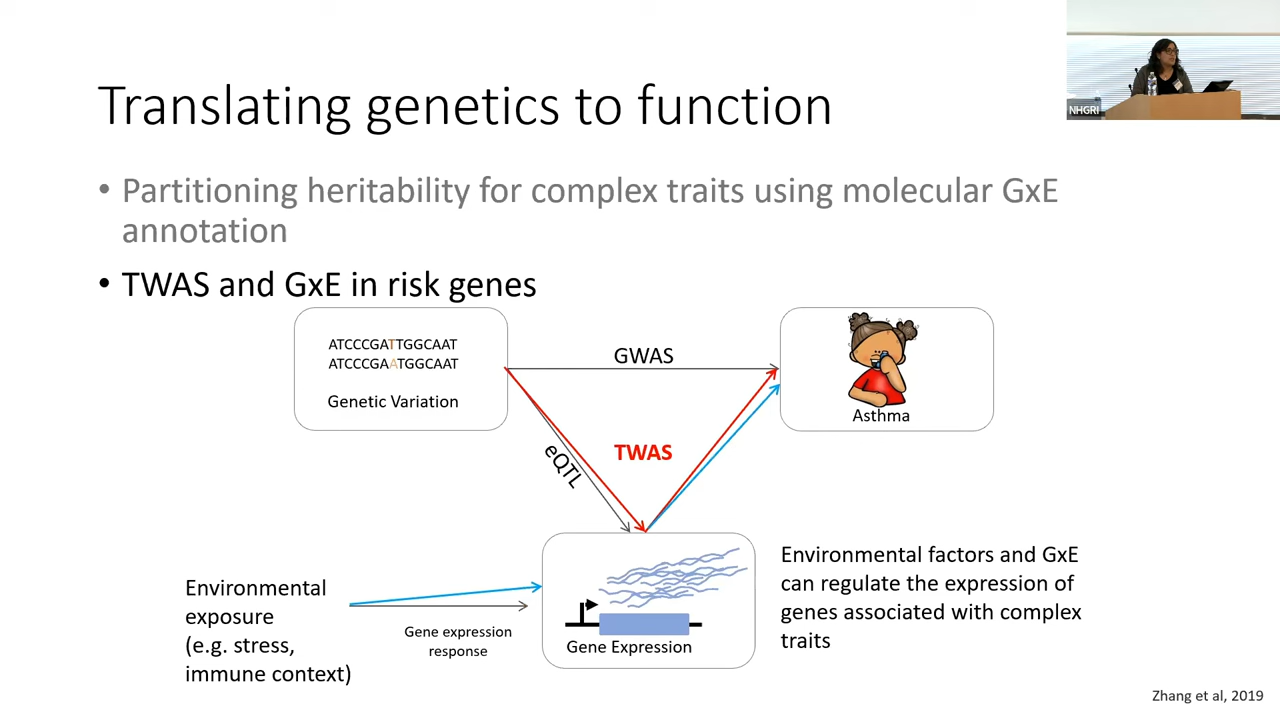 Translating genetics to function
• Partitioning heritability for complex traits using molecular GxE
annotation
• TWAS and GxE in risk genes
ATCCCGATTGGCAAT
ATCCCGAATGGCAAT
Genetic Variation
GWAS
Asthma
eQTL
TWAS
Environmental
exposure
(e.g. stress,
immune context)
Gene expression
response
Gene Expression
Environmental factors and GxE
can regulate the expression of
genes associated with complex
traits
Zhang et al, 2019
NHGRI